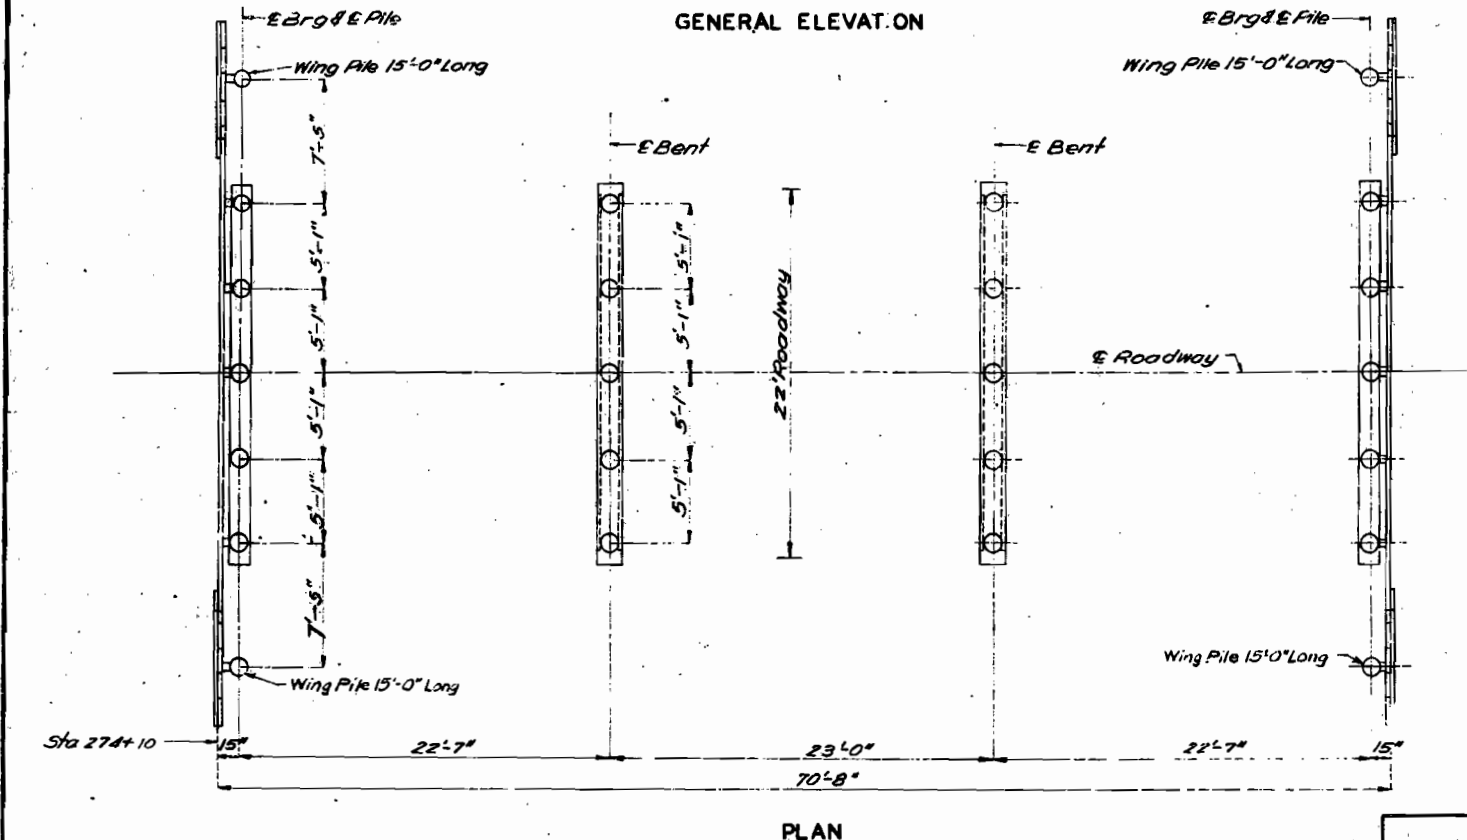 GENERAL ELEVATION
℄ Brg & ℄ Pile
℄ Brg & ℄ Pile
Wing Pile 15'-0" Long
Wing Pile 15'-0" Long
℄ Bent
℄ Bent
7'-5"
5'-1"
5'-1"
5'-1"
5'-1"
7'-5"
5'-1"
5'-1"
5'-1"
5'-1"
22' Roadway
℄ Roadway
Wing Pile 15'-0" Long
Wing Pile 15'0" Long
Sta 274+10
15"
22'-7"
23'-0"
22'-7"
15"
70'-8"
PLAN